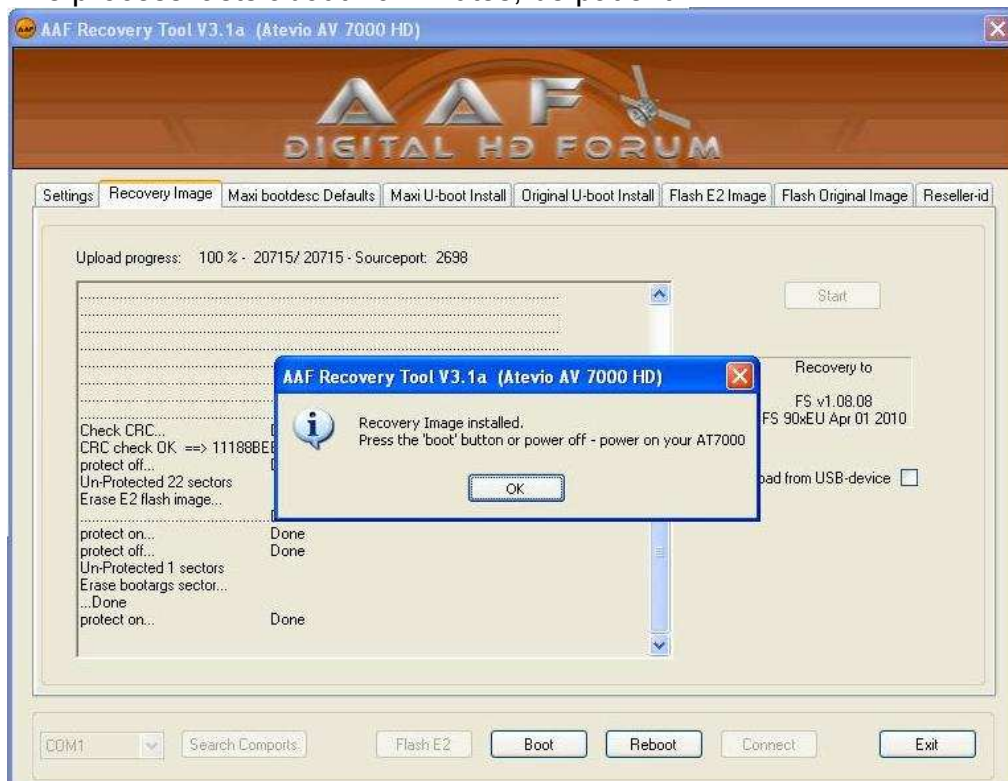 AAF Recovery Tool V3.1a (Atevio AV 7000 HD)
AAF
DIGITAL HD FORUM
Settings Recovery Image Maxi bootdesc Defaults Maxi U-boot Install Original U-boot Install Flash E2 Image Flash Original Image Reseller-id
Upload progress: 100 % - 20715/ 20715 - Sourceport: 2698
Start
Recovery to
FS v1.08.08
FS 90xEU Apr 01 2010
AAF Recovery Tool V3.1a (Atevio AV 7000 HD)
Recovery Image installed.
Press the 'boot' button or power off - power on your AT7000
OK
Check CRC...
CRC check OK ==> 11188BEE
protect off...
Un-Protected 22 sectors
Erase E2 flash image...
from USB-device
protect on... Done
protect off... Done
Un-Protected 1 sectors
Erase bootargs sector...
...Done
protect on... Done
COM1 Search Comports Flash E2 Boot Reboot Connect Exit